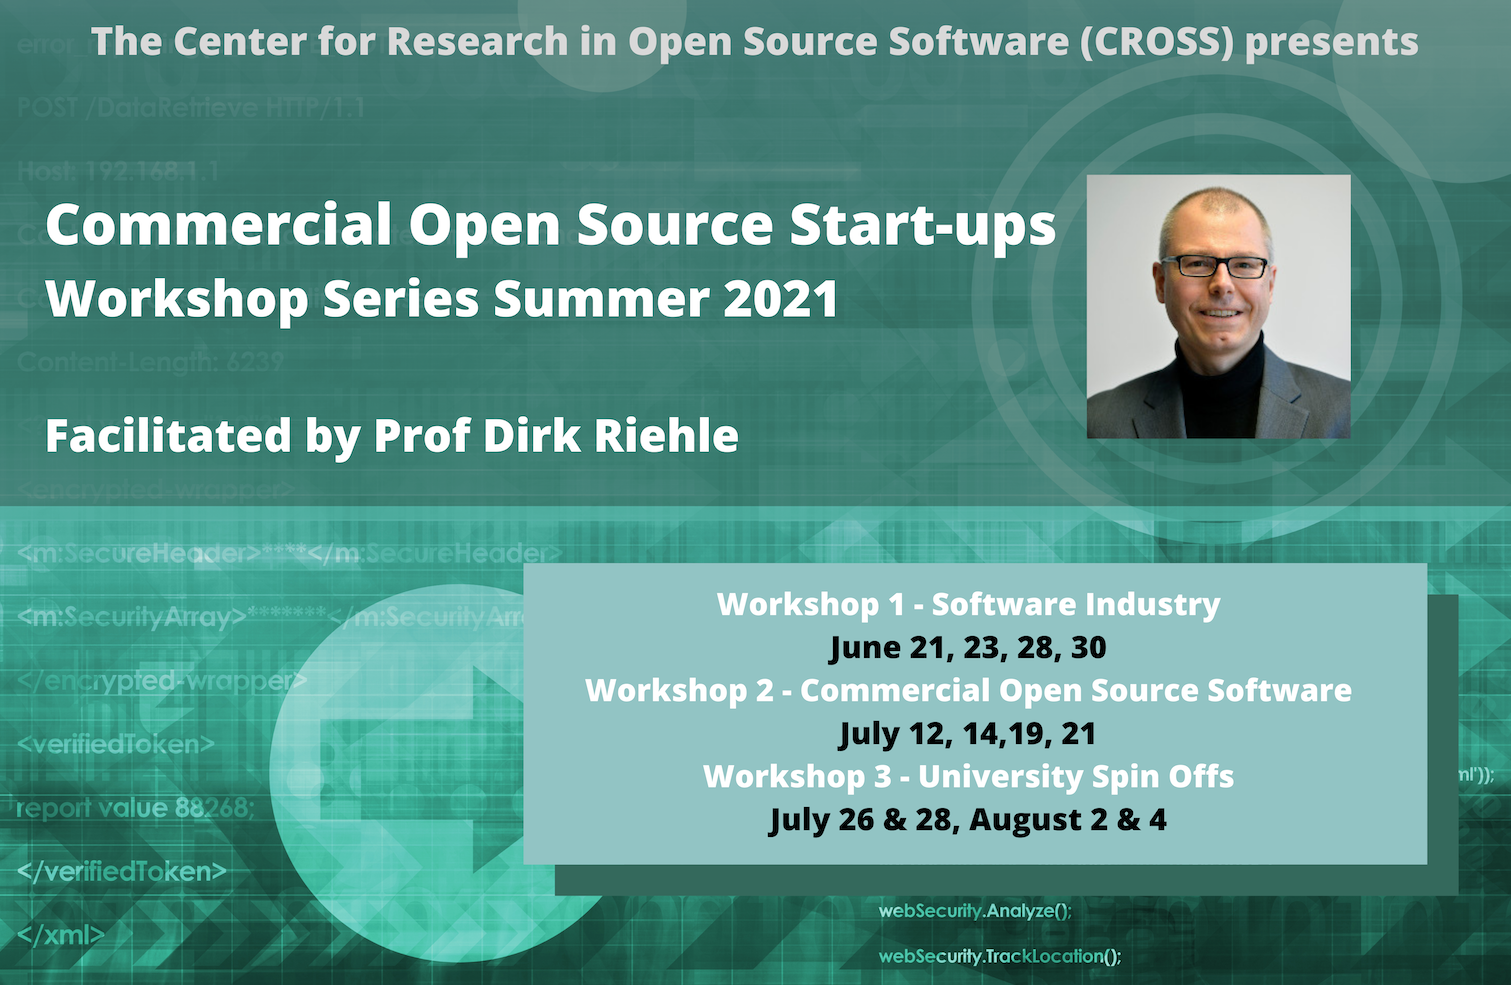 The Center for Research in Open Source Software (CROSS) presents
POST /DataRetrieve HTTP/1.1
Host: 192.168.1.1
Commercial Open Source Start-ups
Workshop Series Summer 2021
Content-Length: 6239
Facilitated by Prof Dirk Riehle
<encrypted-wrapper>
<m:SecureHeader>****</m:SecureHeader>
<m:SecurityArray>*******</m:SecurityArr
</encrypted-wrapper>
<verifiedToken>
report value 88268;
</verifiedToken>
</xml>
Workshop 1 - Software Industry
June 21, 23, 28, 30
Workshop 2 - Commercial Open Source Software
July 12, 14,19, 21
Workshop 3 - University Spin Offs
July 26 & 28, August 2 & 4
ml'));
webSecurity.Analyze();
webSecurity.TrackLocation();